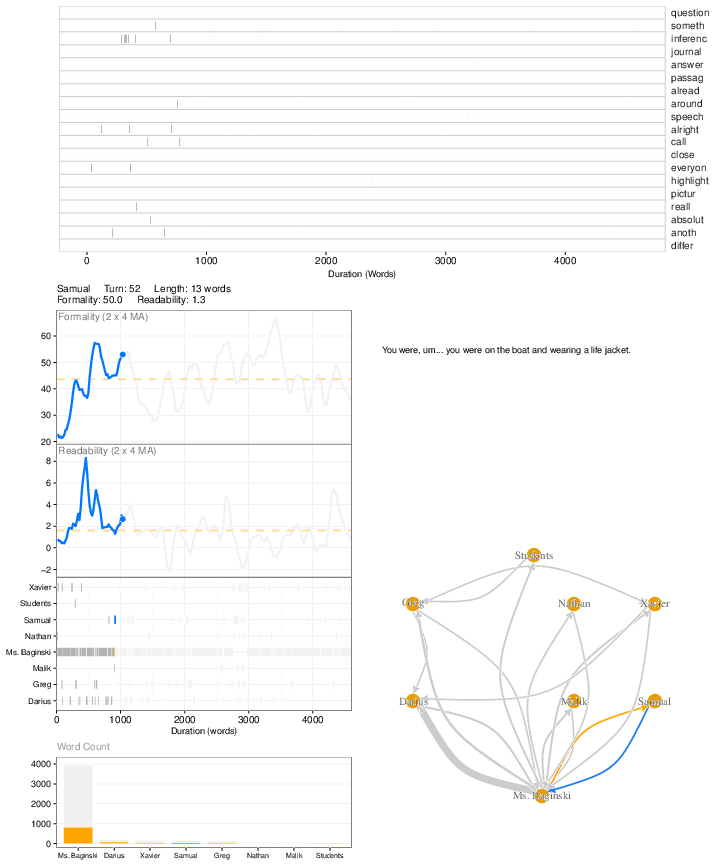 question
someth
inferenc
journal
answer
passag
alread
around
speech
alright
call
close
everyon
highlight
pictur
reall
absolut
anoth
differ
0 1000 2000 3000 4000
Duration (Words)
Samual Turn: 52 Length: 13 words
Formality: 50.0 Readability: 1.3
Formality (2 x 4 MA)
60
50
40
30
20
You were, um... you were on the boat and wearing a life jacket.
Readability (2 x 4 MA)
8
6
4
2
0
−2
Xavier
Students
Samual
Nathan
Ms. Baginski
Malik
Greg
Darius
0 1000 2000 3000 4000
Duration (words)
Students
Greg Nathan Xavier
Darius Malik Samual
Ms. Baginski
Word Count
4000
3000
2000
1000
0
Ms. Baginski Darius Xavier Samual Greg Nathan Malik Students